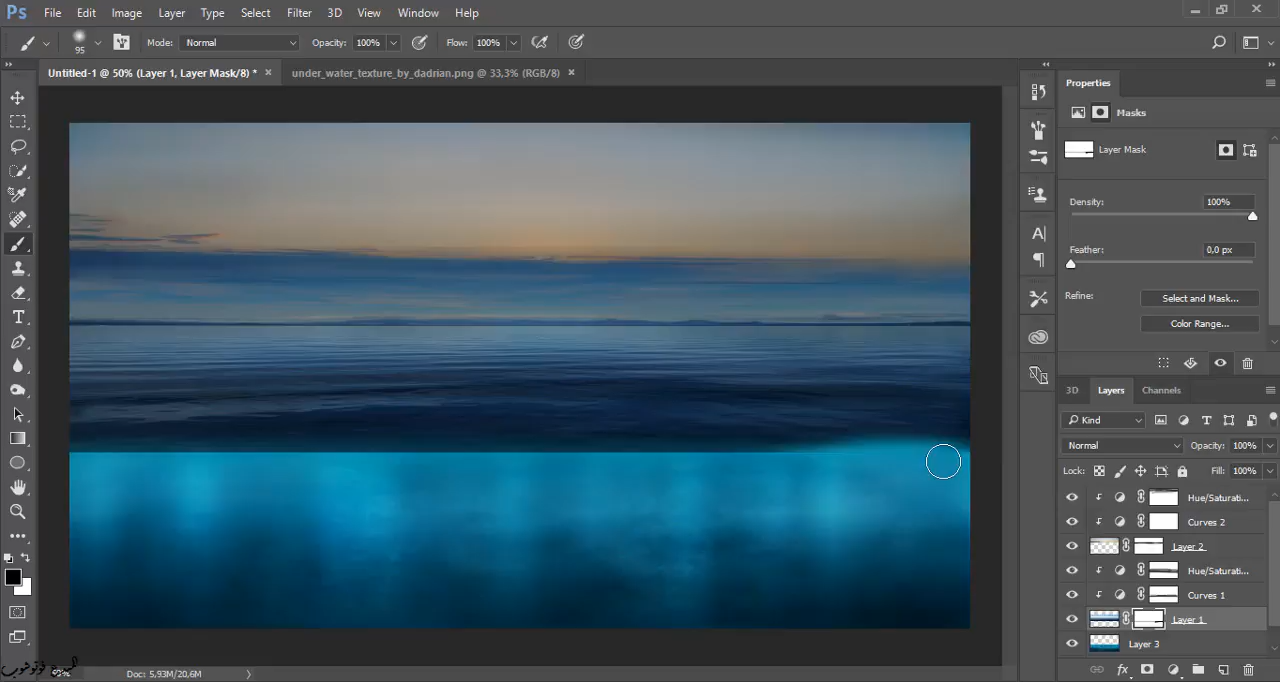 Ps File Edit Image Layer Type Select Filter 3D View Window Help
95 Mode: Normal Opacity: 100% Flow: 100%
Untitled-1 @ 50% (Layer 1, Layer Mask/8) * × under_water_texture_by_dadrian.png @ 33,3% (RGB/8) ×
Properties
Masks
Layer Mask
Density: 100%
Feather: 0,0 px
Refine: Select and Mask...
Color Range...
3D Layers Channels
Kind
Normal Opacity: 100%
Lock: Fill: 100%
Hue/Saturati...
Curves 2
Layer 2
Hue/Saturati...
Curves 1
Layer 1
Layer 3
Doc: 5,93M/20,6M